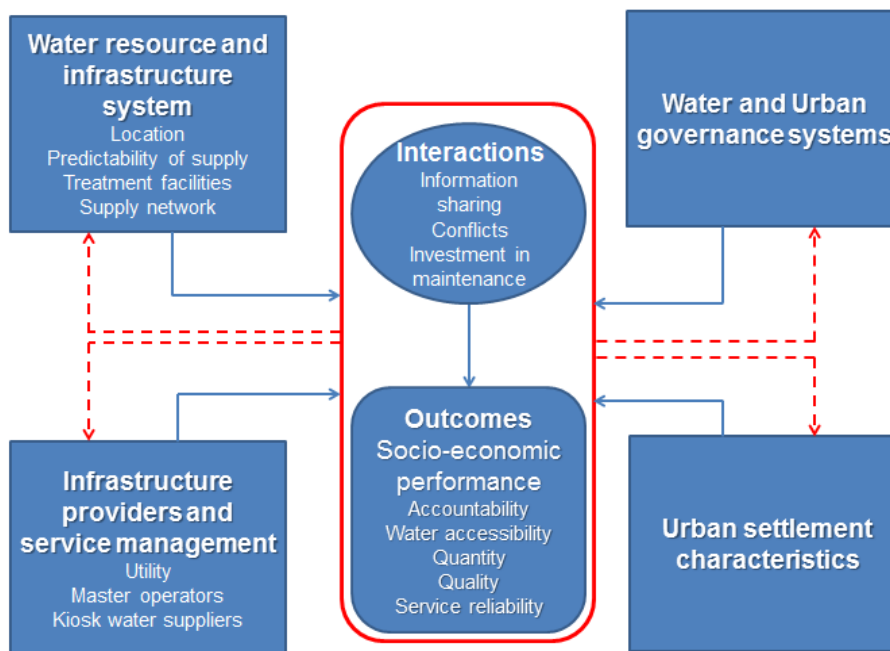 Water resource and
infrastructure
system
Location
Predictability of supply
Treatment facilities
Supply network
Interactions
Information
sharing
Conflicts
Investment in
maintenance
Water and Urban
governance systems
Infrastructure
providers and
service management
Utility
Master operators
Kiosk water suppliers
Outcomes
Socio-economic
performance
Accountability
Water accessibility
Quantity
Quality
Service reliability
Urban settlement
characteristics